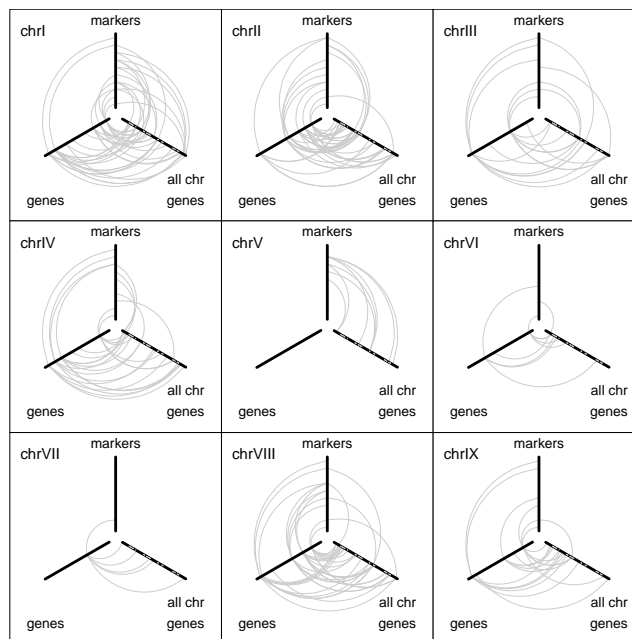 markers
chrI
genes
all chr
genes
markers
chrII
genes
all chr
genes
markers
chrIII
genes
all chr
genes
markers
chrIV
genes
all chr
genes
markers
chrV
genes
all chr
genes
markers
chrVI
genes
all chr
genes
markers
chrVII
genes
all chr
genes
markers
chrVIII
genes
all chr
genes
markers
chrIX
genes
all chr
genes